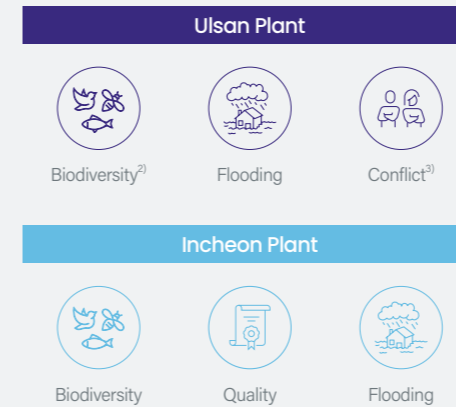 Ulsan Plant
Biodiversity2) Flooding Conflict3)
Incheon Plant
Biodiversity Quality Flooding